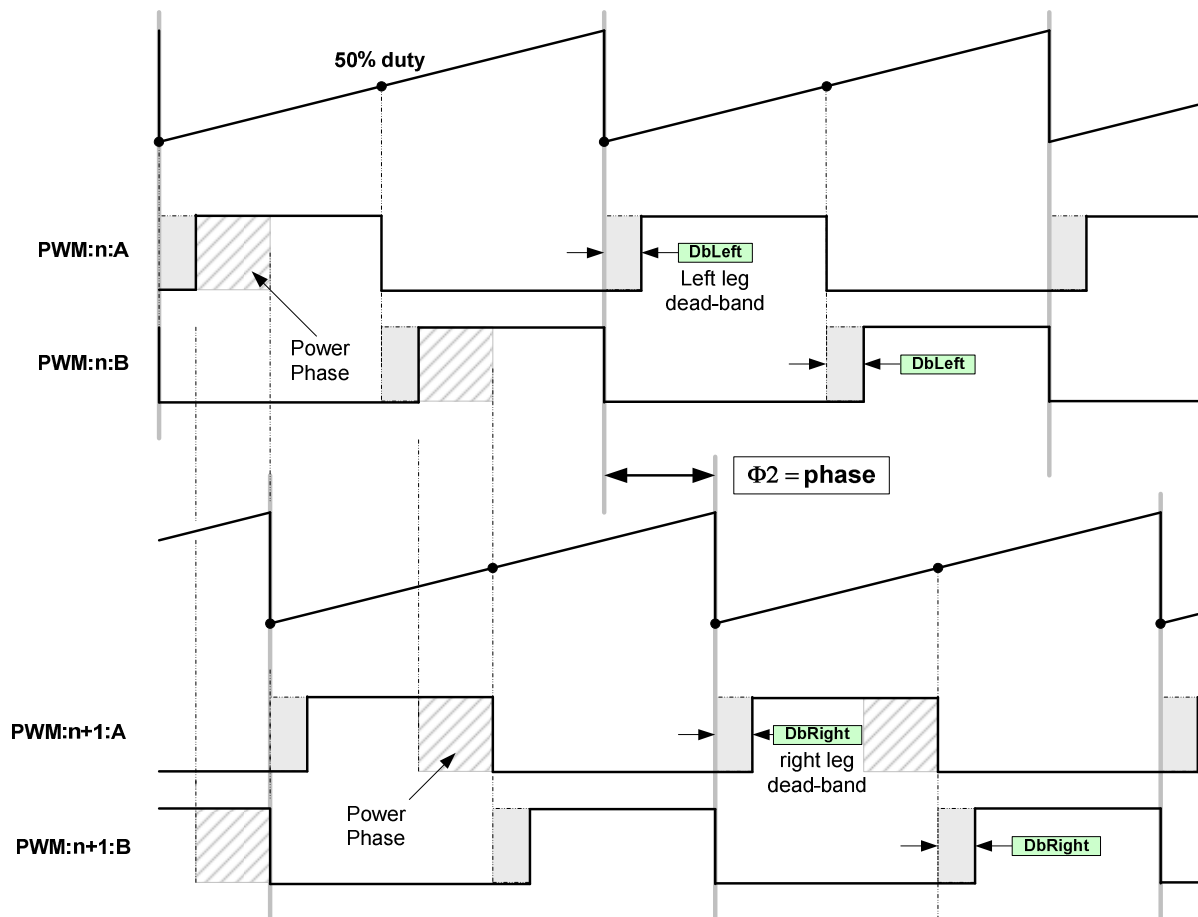 50% duty
PWM:n:A
DbLeft
Left leg
dead-band
Power
Phase
PWM:n:B
DbLeft
Φ2 = phase
PWM:n+1:A
DbRight
right leg
dead-band
Power
Phase
PWM:n+1:B
DbRight